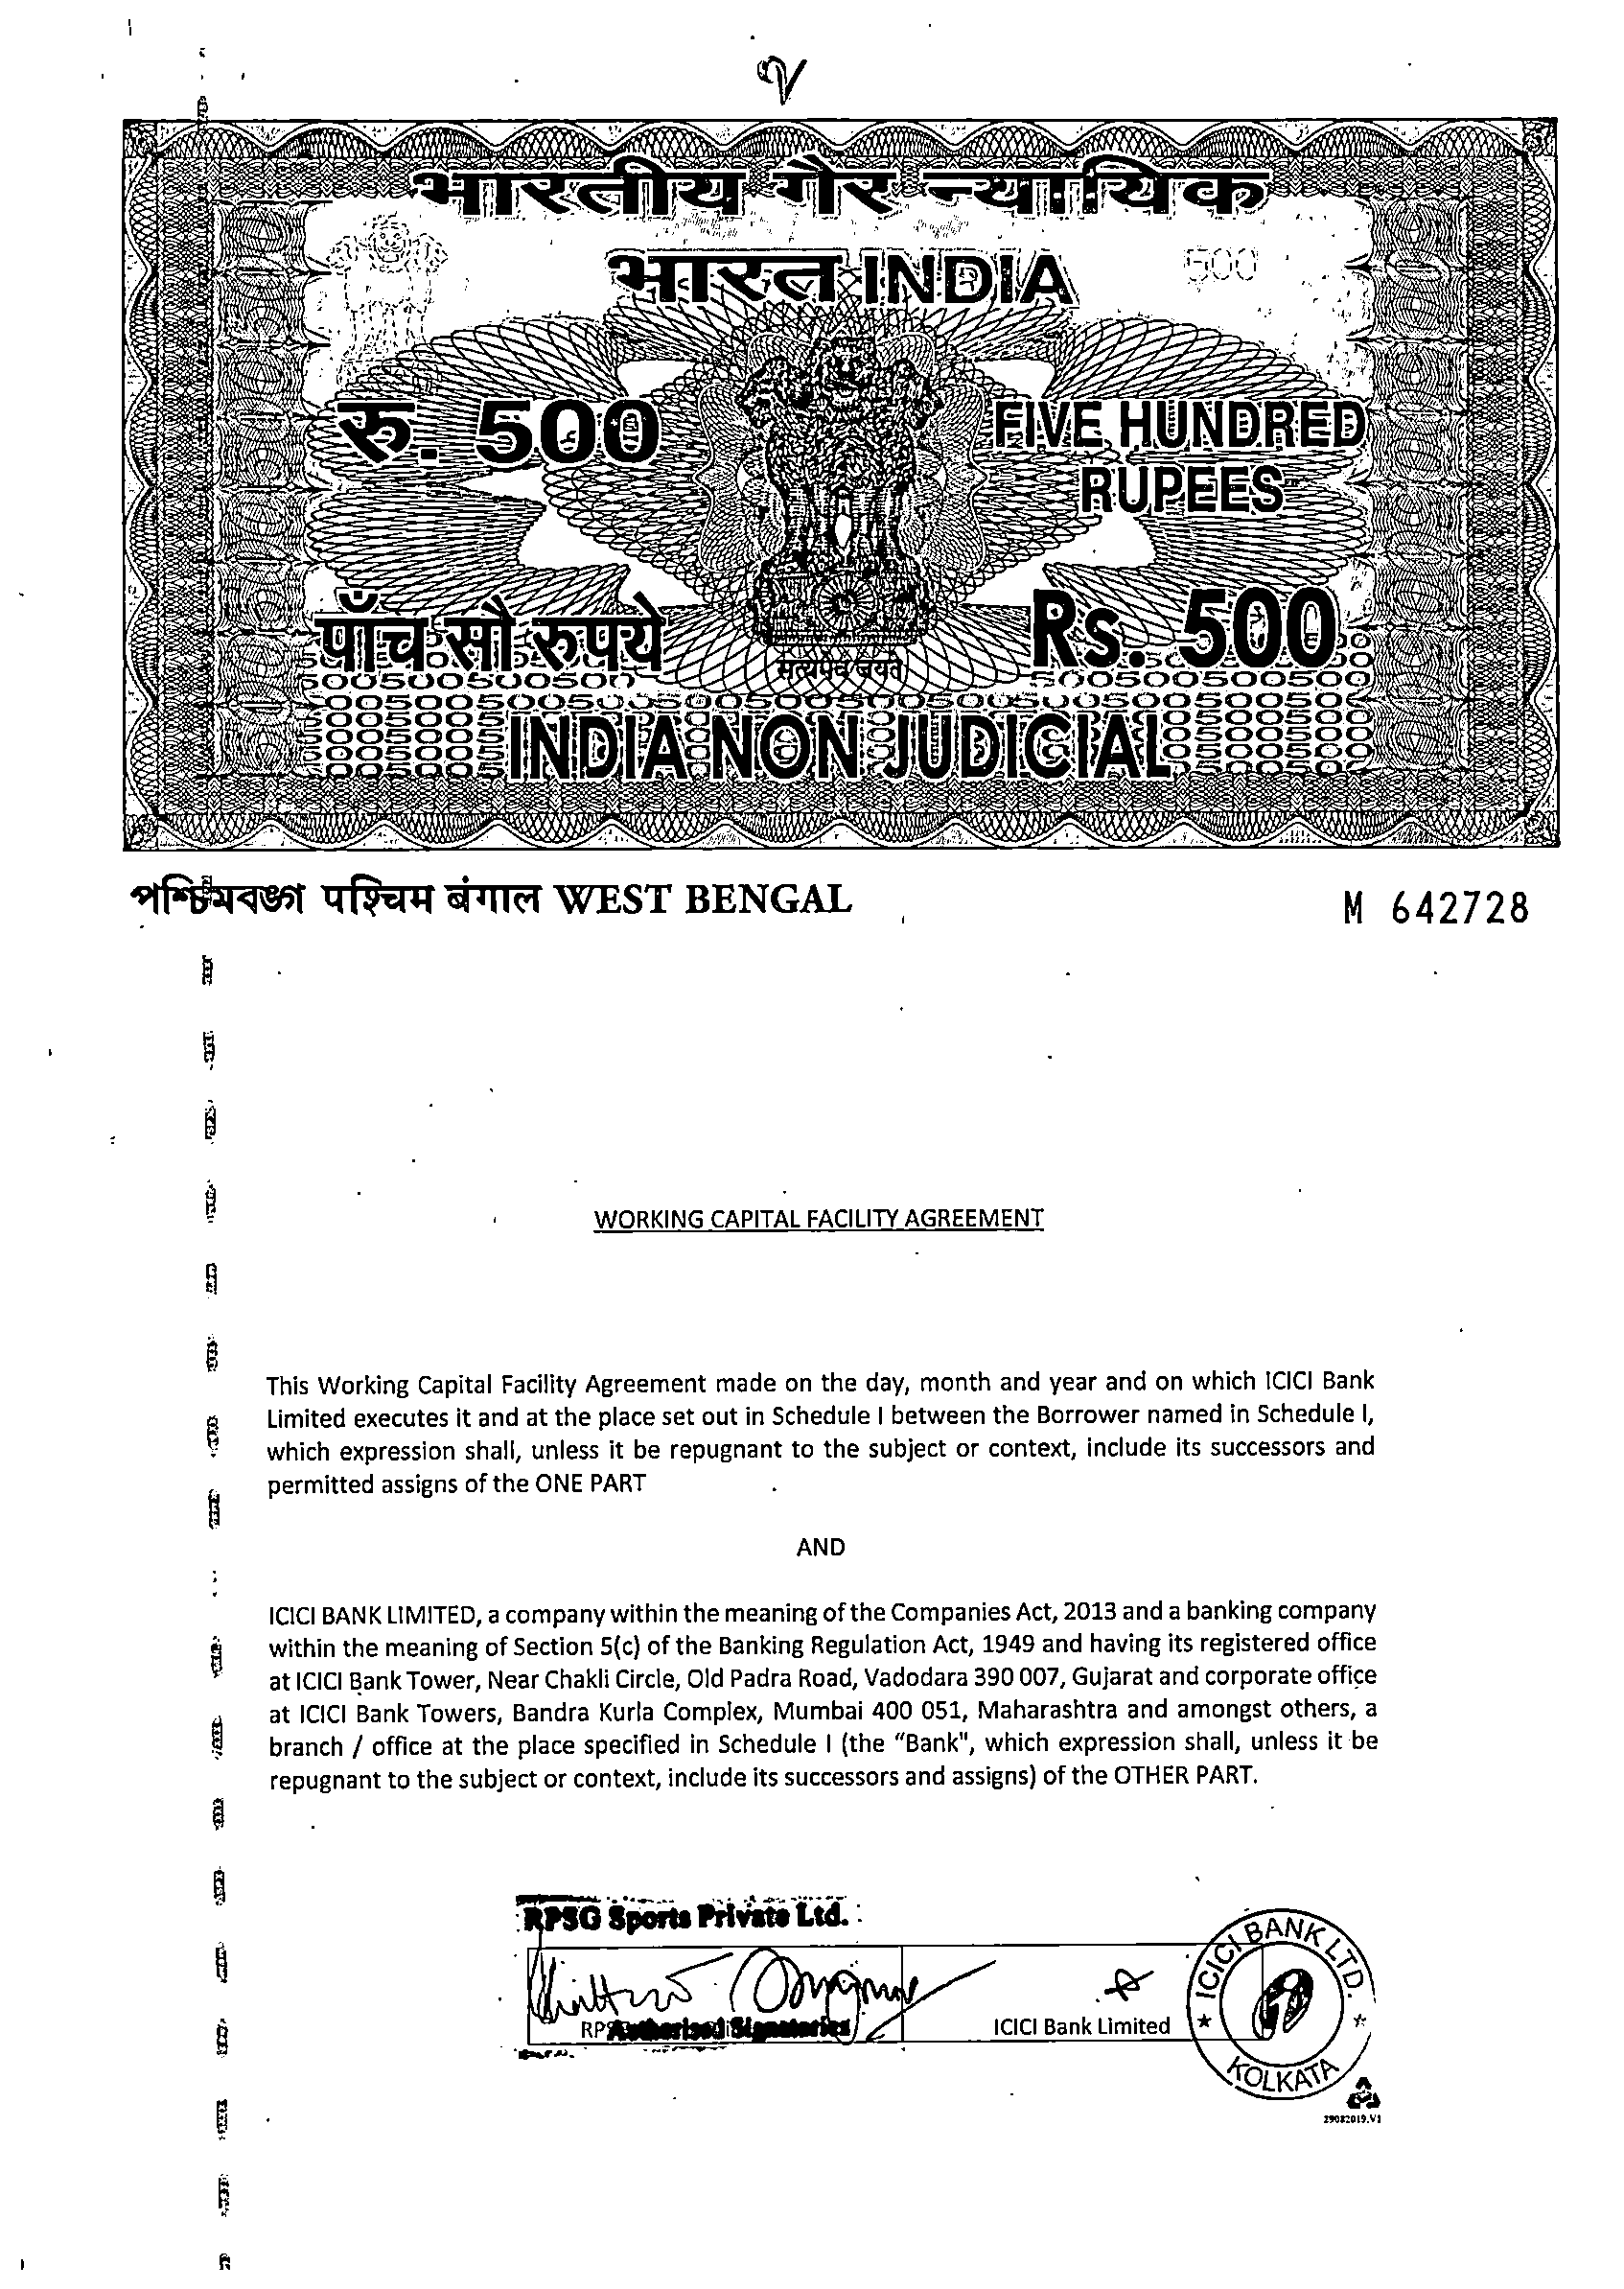 भारतीय गैर न्यायिक
भारत INDIA
500
रु. 500
FIVE HUNDRED
RUPEES
पाँच सौ रुपये
Rs. 500
सत्यमेव जयते
INDIA NON JUDICIAL
পশ্চিমবঙ্গ पश्चिम बंगाल WEST BENGAL
M 642728
WORKING CAPITAL FACILITY AGREEMENT
This Working Capital Facility Agreement made on the day, month and year and on which ICICI Bank
Limited executes it and at the place set out in Schedule I between the Borrower named in Schedule I,
which expression shall, unless it be repugnant to the subject or context, include its successors and
permitted assigns of the ONE PART
AND
ICICI BANK LIMITED, a company within the meaning of the Companies Act, 2013 and a banking company
within the meaning of Section 5(c) of the Banking Regulation Act, 1949 and having its registered office
at ICICI Bank Tower, Near Chakli Circle, Old Padra Road, Vadodara 390 007, Gujarat and corporate office
at ICICI Bank Towers, Bandra Kurla Complex, Mumbai 400 051, Maharashtra and amongst others, a
branch / office at the place specified in Schedule I (the "Bank", which expression shall, unless it be
repugnant to the subject or context, include its successors and assigns) of the OTHER PART.
RPSG Sports Private Ltd.
Authorised Signatories
ICICI Bank Limited
ICICI BANK LTD.
KOLKATA
29082019.V1